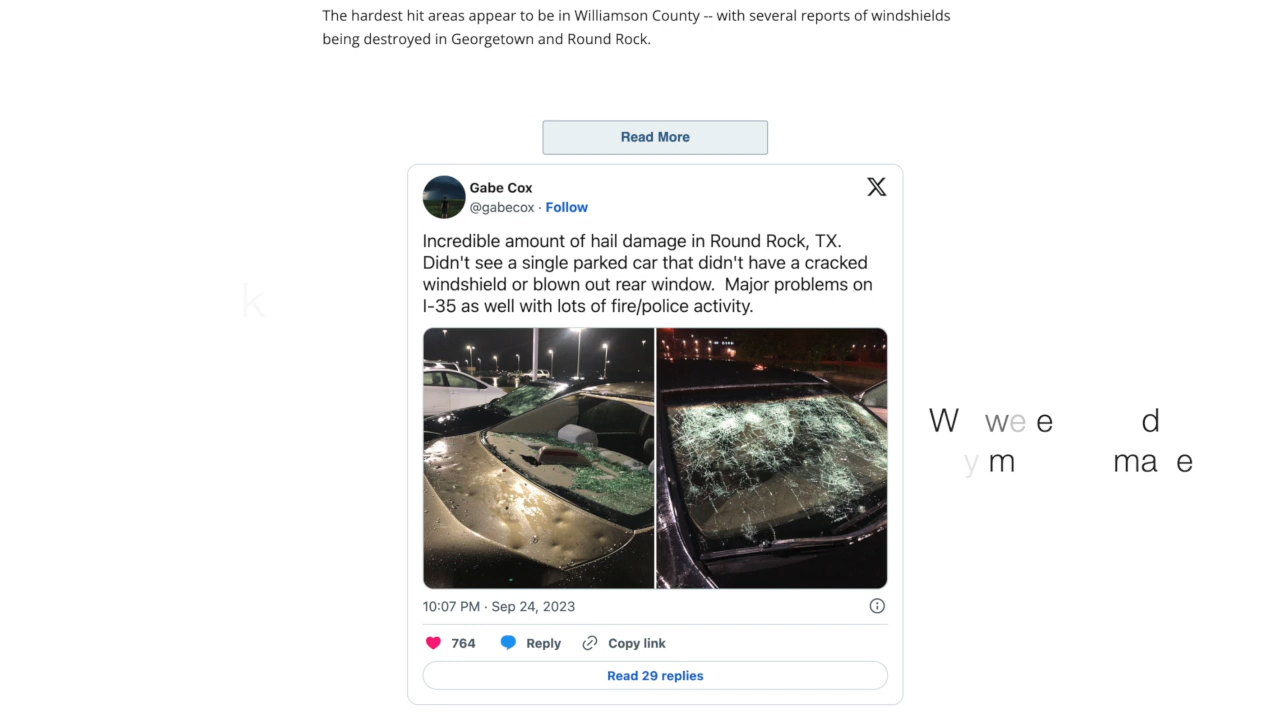 The hardest hit areas appear to be in Williamson County -- with several reports of windshields
being destroyed in Georgetown and Round Rock.
Read More
Gabe Cox
@gabecox · Follow
Incredible amount of hail damage in Round Rock, TX.
Didn't see a single parked car that didn't have a cracked
windshield or blown out rear window. Major problems on
I-35 as well with lots of fire/police activity.
k
W we e d
y m ma e
10:07 PM · Sep 24, 2023
764 Reply Copy link
Read 29 replies